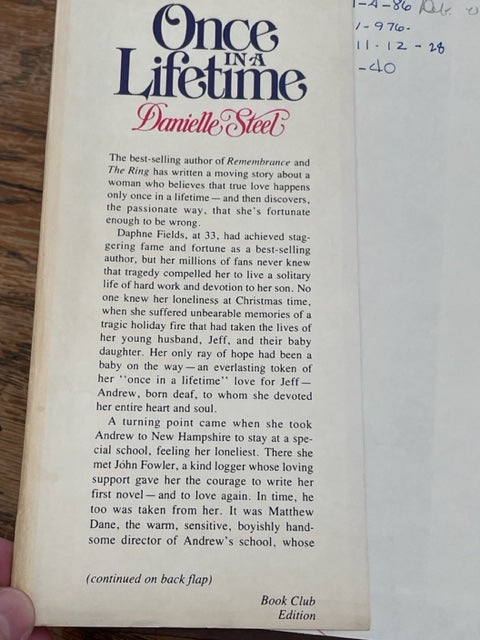 Once
IN A
Lifetime
Danielle Steel
The best-selling author of Remembrance and
The Ring has written a moving story about a
woman who believes that true love happens
only once in a lifetime—and then discovers,
the passionate way, that she's fortunate
enough to be wrong.
Daphne Fields, at 33, had achieved stag-
gering fame and fortune as a best-selling
author, but her millions of fans never knew
that tragedy compelled her to live a solitary
life of hard work and devotion to her son. No
one knew her loneliness at Christmas time,
when she suffered unbearable memories of a
tragic holiday fire that had taken the lives of
her young husband, Jeff, and their baby
daughter. Her only ray of hope had been a
baby on the way—an everlasting token of
her "once in a lifetime" love for Jeff—
Andrew, born deaf, to whom she devoted
her entire heart and soul.
A turning point came when she took
Andrew to New Hampshire to stay at a spe-
cial school, feeling her loneliest. There she
met John Fowler, a kind logger whose loving
support gave her the courage to write her
first novel—and to love again. In time, he
too was taken from her. It was Matthew
Dane, the warm, sensitive, boyishly hand-
some director of Andrew's school, whose
(continued on back flap)
Book Club
Edition
-4-86
-976-
11-12-28
-40